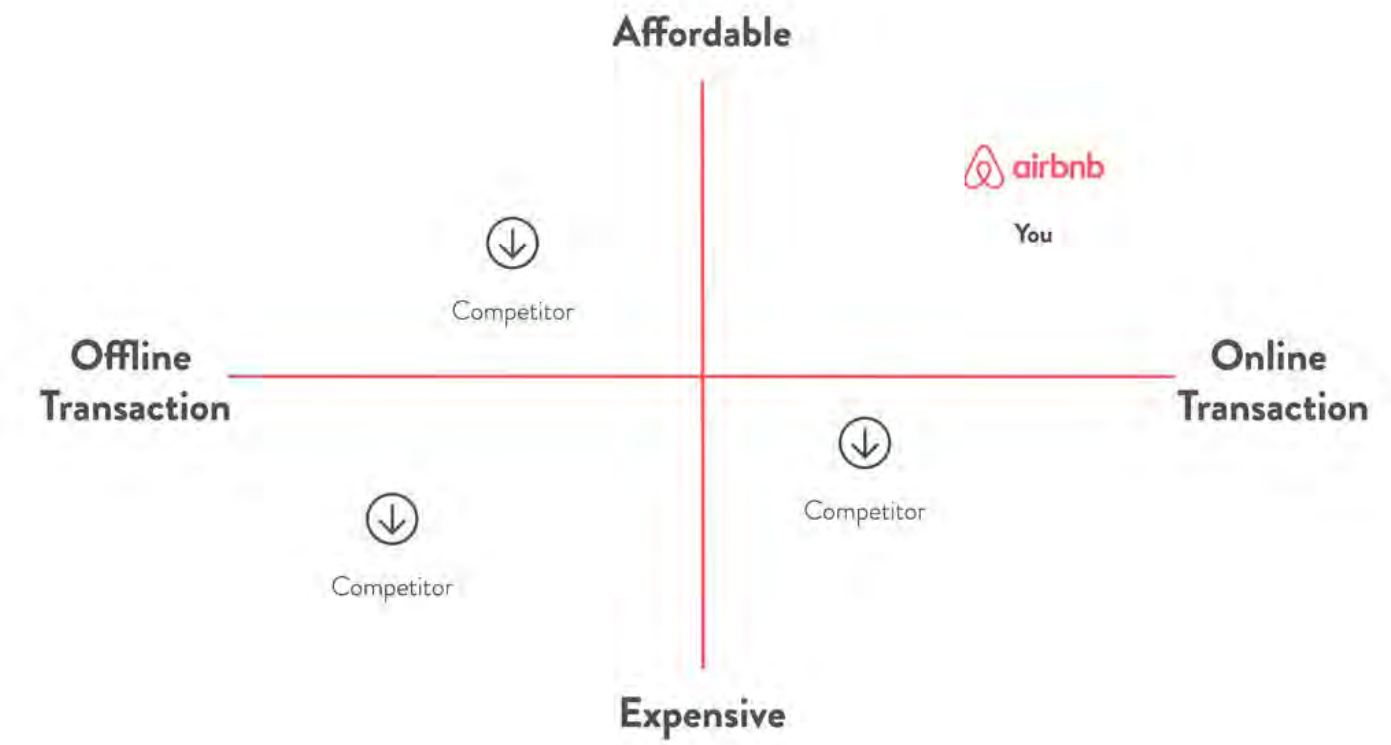 Affordable
airbnb
You
Competitor
Offline
Transaction
Online
Transaction
Competitor
Competitor
Expensive